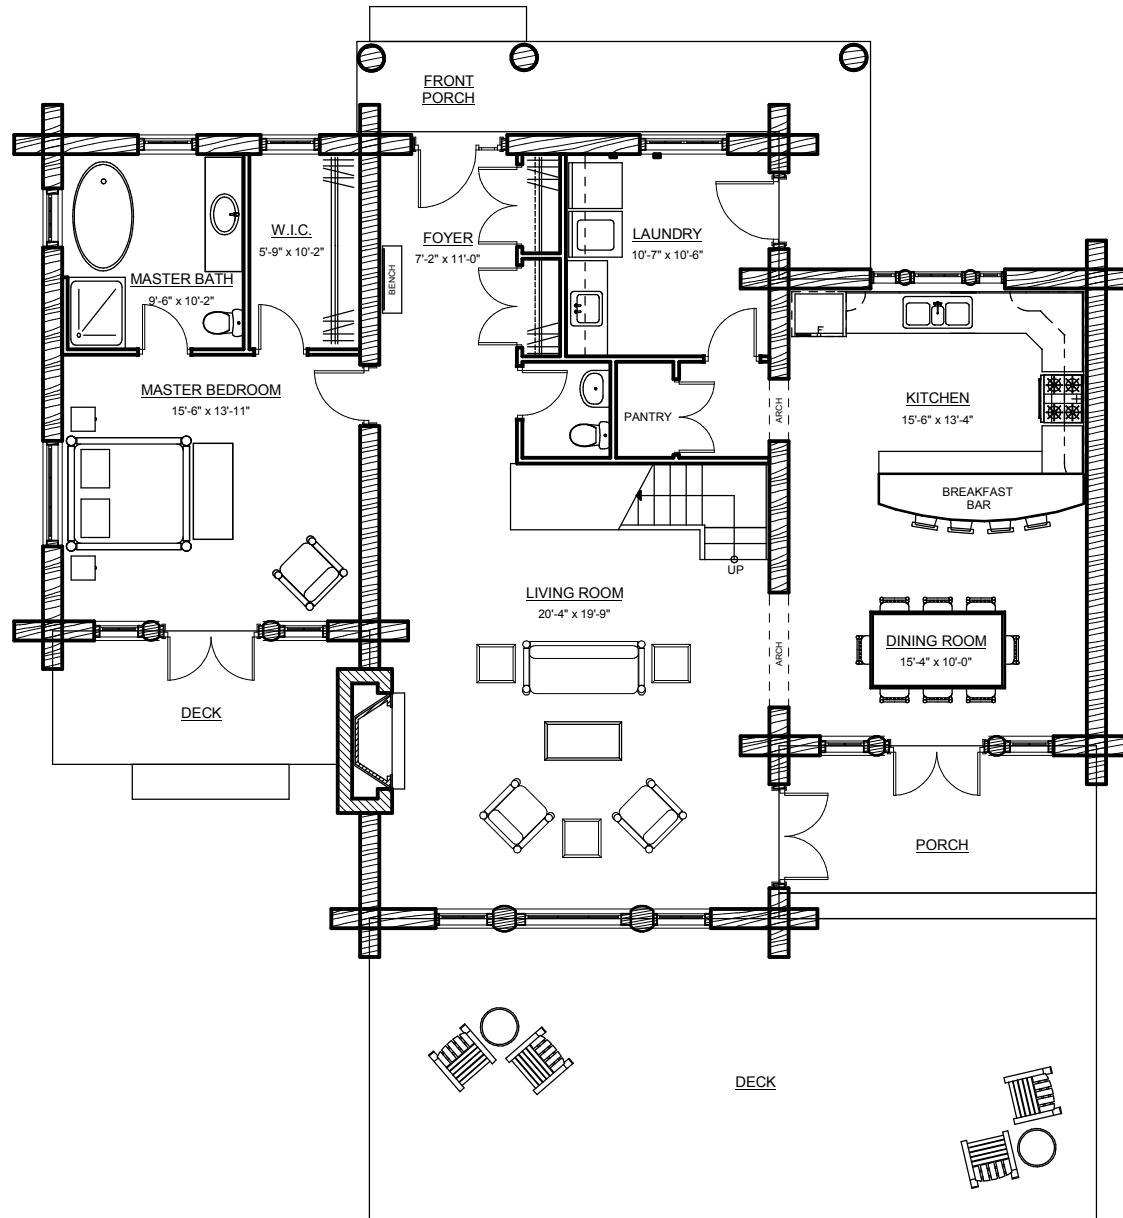 FRONT
PORCH
W.I.C.
5'-9" x 10'-2"
FOYER
7'-2" x 11'-0"
LAUNDRY
10'-7" x 10'-6"
MASTER BATH
9'-6" x 10'-2"
BENCH
F
MASTER BEDROOM
15'-6" x 13'-11"
PANTRY
ARCH
KITCHEN
15'-6" x 13'-4"
BREAKFAST
BAR
UP
LIVING ROOM
20'-4" x 19'-9"
ARCH
DINING ROOM
15'-4" x 10'-0"
DECK
PORCH
DECK